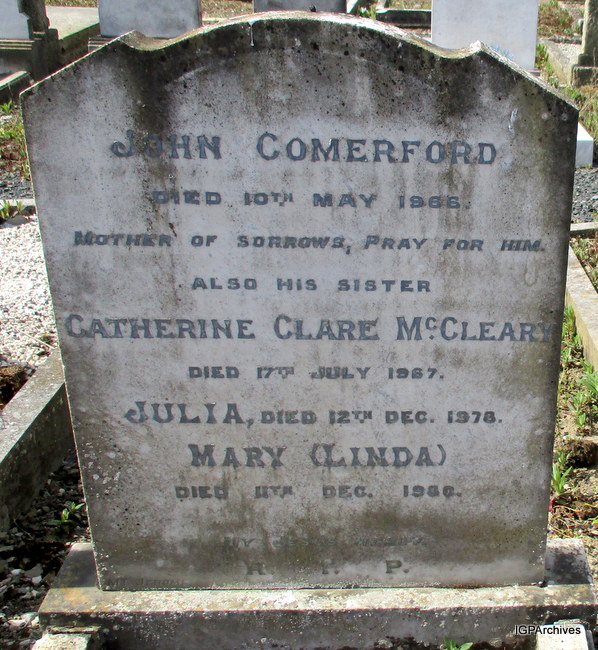 JOHN COMERFORD
DIED 10TH MAY 1966.
MOTHER OF SORROWS, PRAY FOR HIM.
ALSO HIS SISTER
CATHERINE CLARE MCCLEARY
DIED 17TH JULY 1967.
JULIA, DIED 12TH DEC. 1978.
MARY (LINDA)
DIED 11TH DEC. 1980.
R. I. P.
IGPArchives